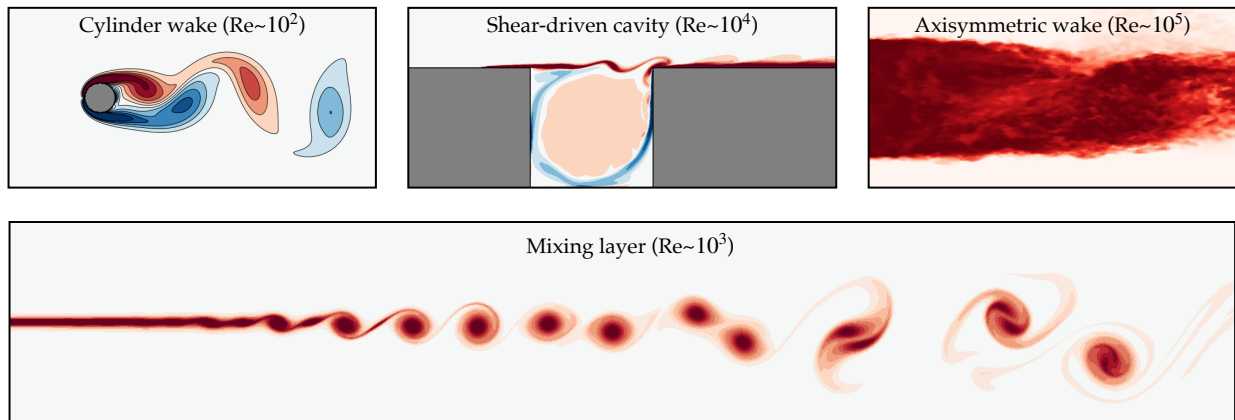 Cylinder wake (Re~10²)
Shear-driven cavity (Re~10⁴)
Axisymmetric wake (Re~10⁵)
Mixing layer (Re~10³)